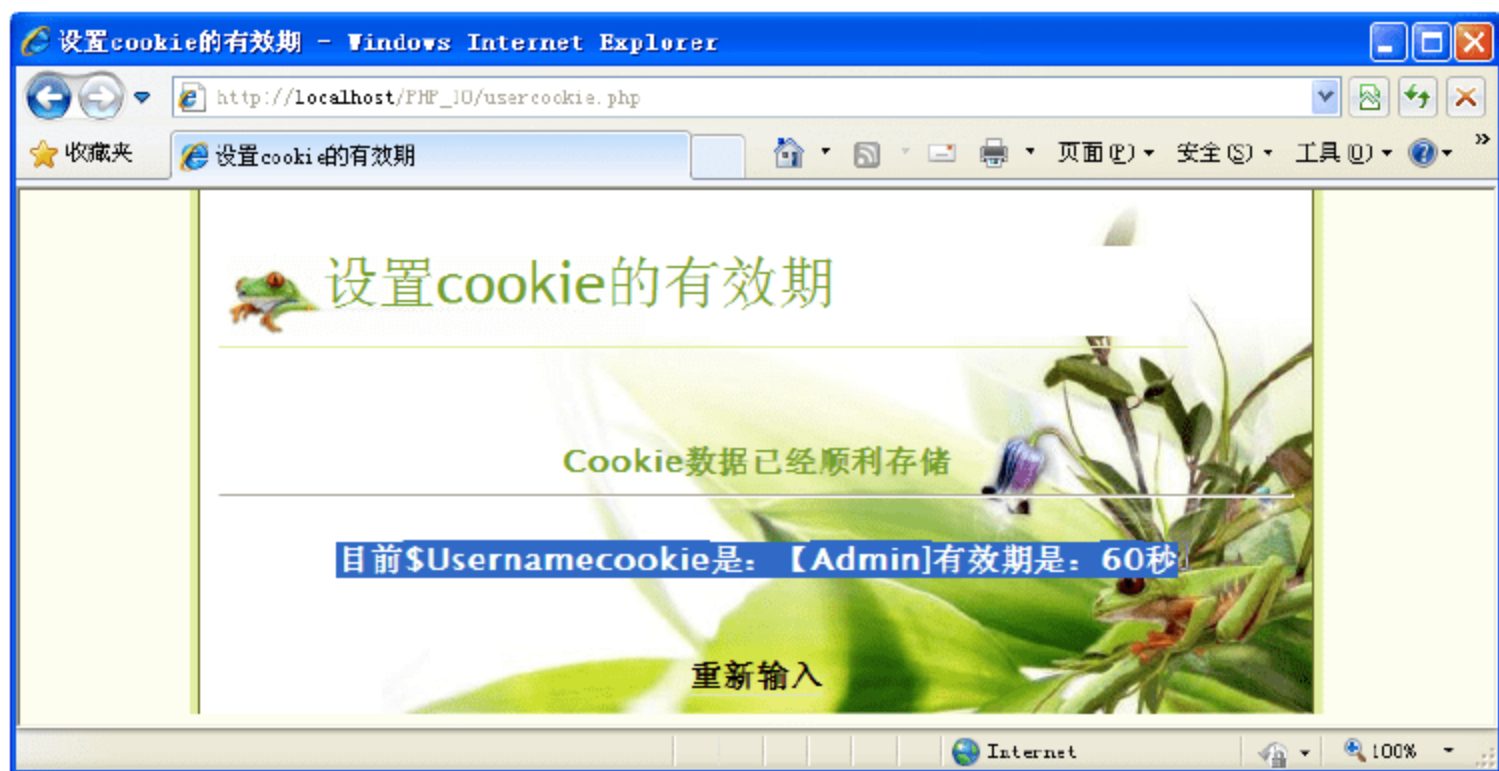 设置cookie的有效期 - Windows Internet Explorer
http://localhost/PHP_10/usercookie.php
收藏夹 设置cookie的有效期 页面(P) 安全(S) 工具(O) »
设置cookie的有效期
Cookie数据已经顺利存储
目前$Usernamecookie是：【Admin]有效期是：60秒
重新输入
Internet 100%